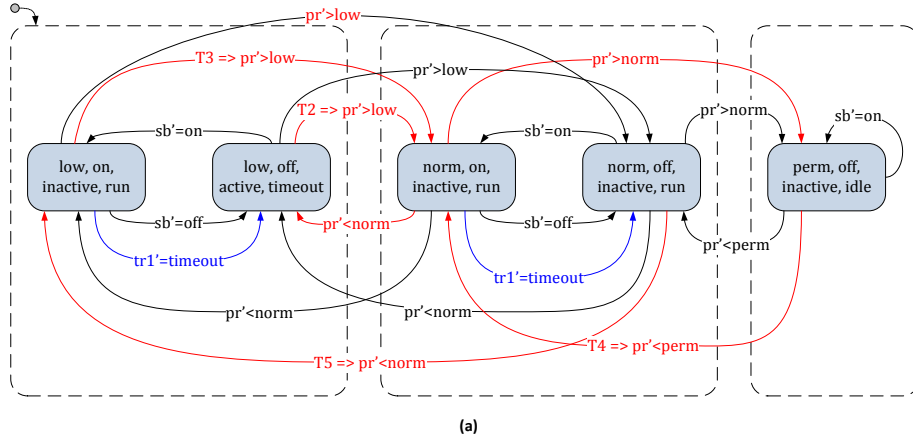 pr'>low
T3 => pr'>low
pr'>norm
pr'>low
T2 => pr'>low
pr'>norm
sb'=on
sb'=on
sb'=on
low, on,
inactive, run
low, off,
active, timeout
norm, on,
inactive, run
norm, off,
inactive, run
perm, off,
inactive, idle
sb'=off
pr'<norm
sb'=off
pr'<perm
tr1'=timeout
tr1'=timeout
pr'<norm
pr'<norm
T5 => pr'<norm
T4 => pr'<perm
(a)